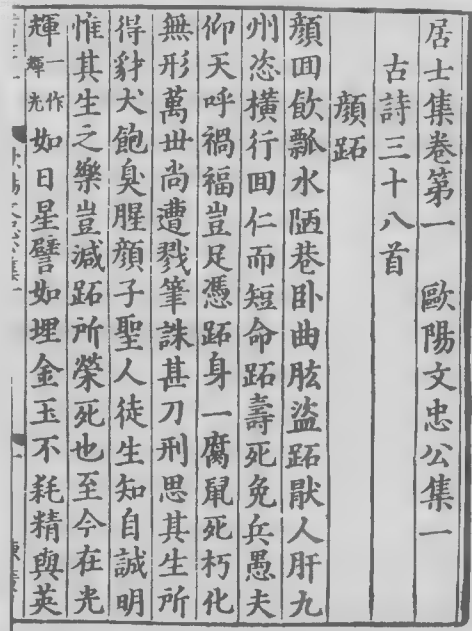 居士集卷第一　歐陽文忠公集一
古詩三十八首
顔跖
顔回飲瓢水陋巷卧曲肱盜跖猒人肝九
州恣橫行回仁而短命跖壽死免兵愚夫
仰天呼禍福豈足憑跖身一腐鼠死朽化
無形萬世尚遭戮筆誅甚刀刑思其生所
得豺犬飽臭腥顔子聖人徒生知自誠明
惟其生之樂豈減跖所榮死也至今在光
輝一作輝光如日星譬如埋金玉不耗精與英